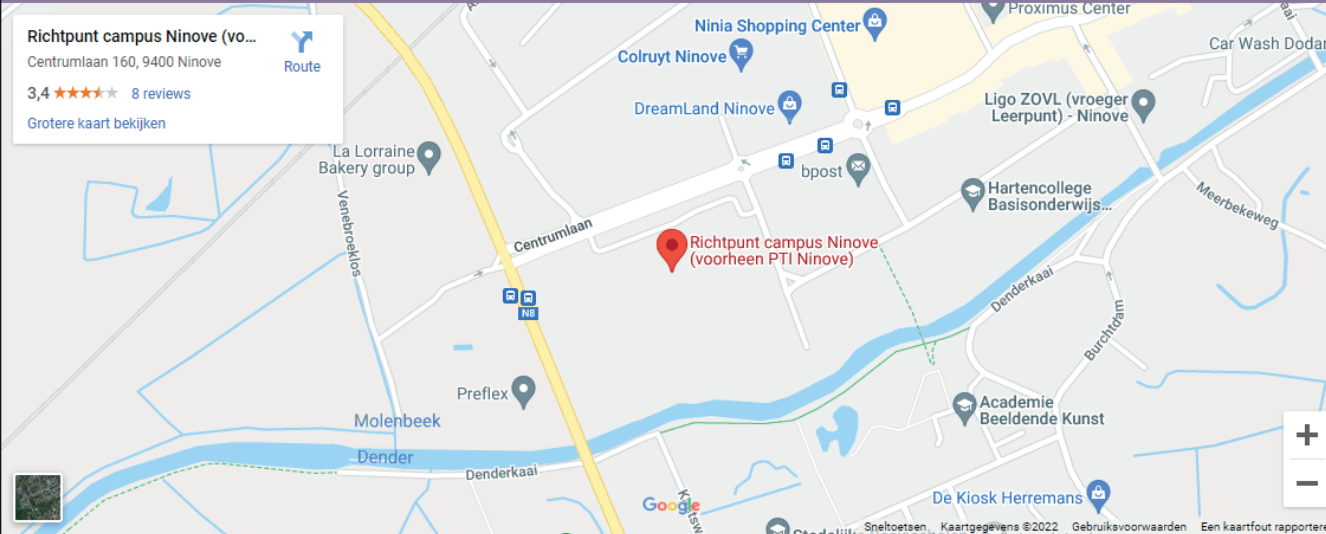 Richtpunt campus Ninove (vo...
Centrumlaan 160, 9400 Ninove
Route
3,4
8 reviews
Grotere kaart bekijken
Proximus Center
Ninia Shopping Center
Car Wash Dodar
Colruyt Ninove
Ligo ZOVL (vroeger
Leerpunt) - Ninove
DreamLand Ninove
La Lorraine
Bakery group
bpost
Hartencollege
Basisonderwijs...
Meerbekeweg
Venebroeklos
Centrumlaan
Richtpunt campus Ninove
(voorheen PTI Ninove)
Denderkaai
N8
Burchtdam
Preflex
Academie
Beeldende Kunst
Molenbeek
Dender
Denderkaai
De Kiosk Herremans
Google
Sneltoetsen
Kaartgegevens ©2022
Gebruiksvoorwaarden
Een kaartfout rapportere